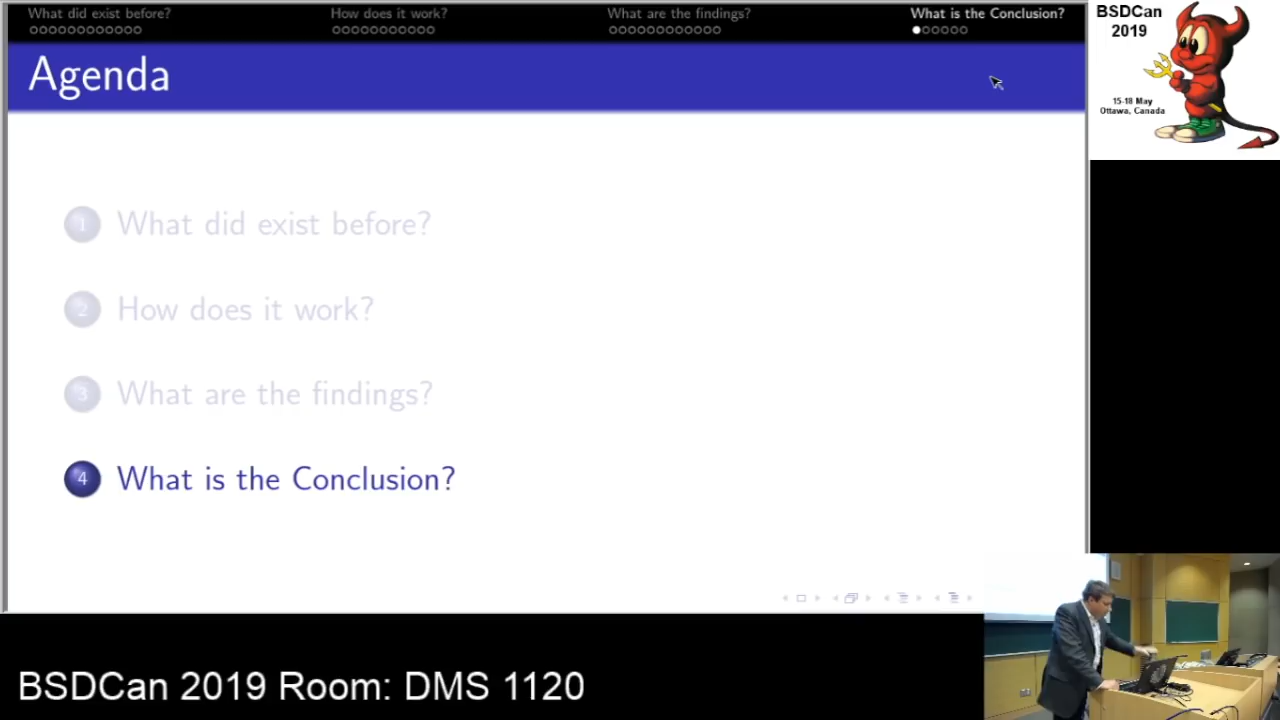 What did exist before?
How does it work?
What are the findings?
What is the Conclusion?
Agenda
1 What did exist before?
2 How does it work?
3 What are the findings?
4 What is the Conclusion?
BSDCan
2019
15-18 May
Ottawa, Canada
BSDCan 2019 Room: DMS 1120